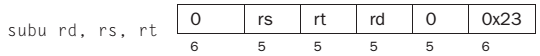 0 rs rt rd 0 0x23
subu rd, rs, rt
6 5 5 5 5 6